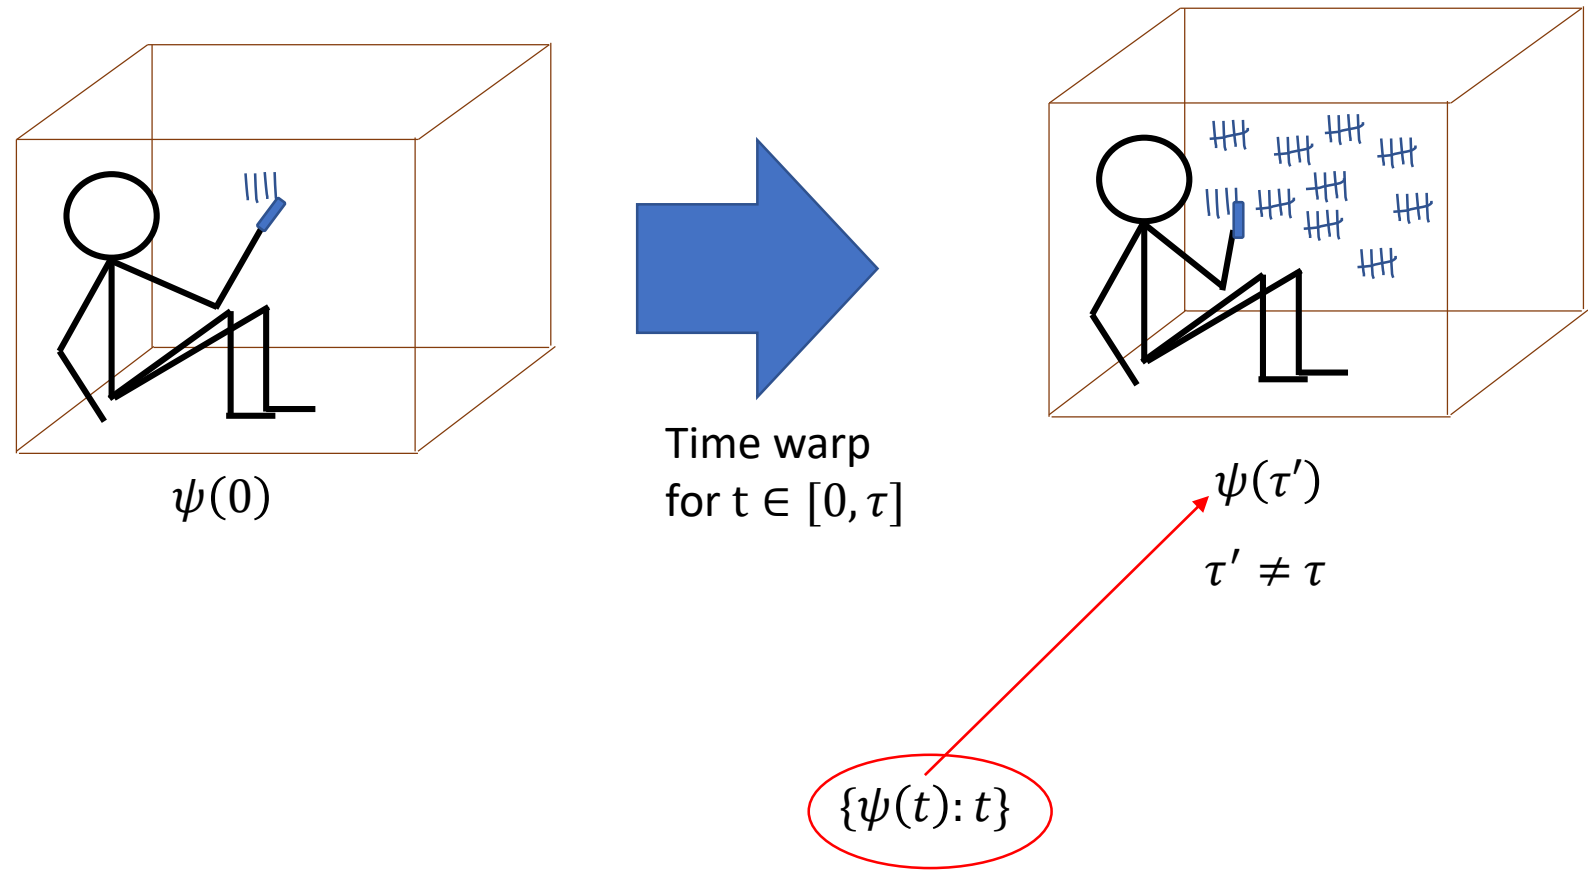 ψ(0)
Time warp
for t ∈ [0, τ]
ψ(τ′)
τ′ ≠ τ
{ψ(t): t}